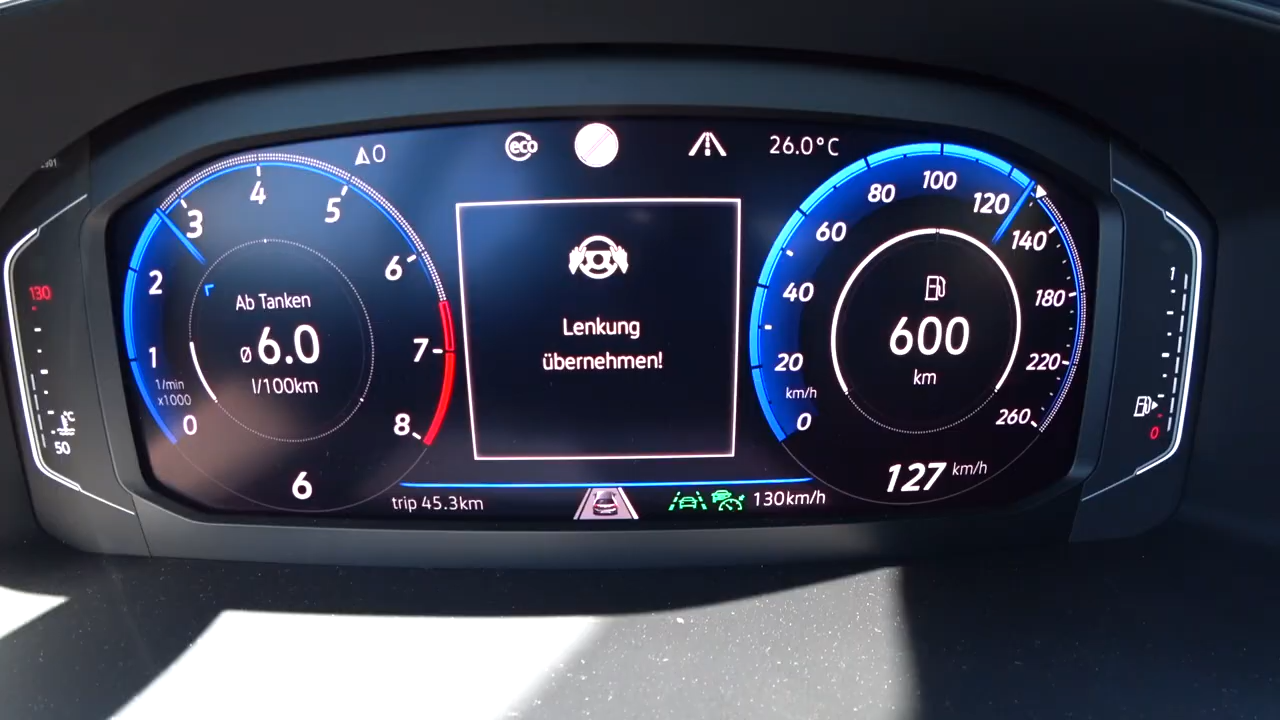 0
eco
26.0°C
4
5
3
6
2
7
1
8
0
1/min
x1000
Ab Tanken
ø 6.0
l/100km
6
Lenkung
übernehmen!
100
80
120
60
140
40
180
20
220
km/h
0
260
600
km
127 km/h
trip 45.3km
130km/h
130
°C
50
1
0